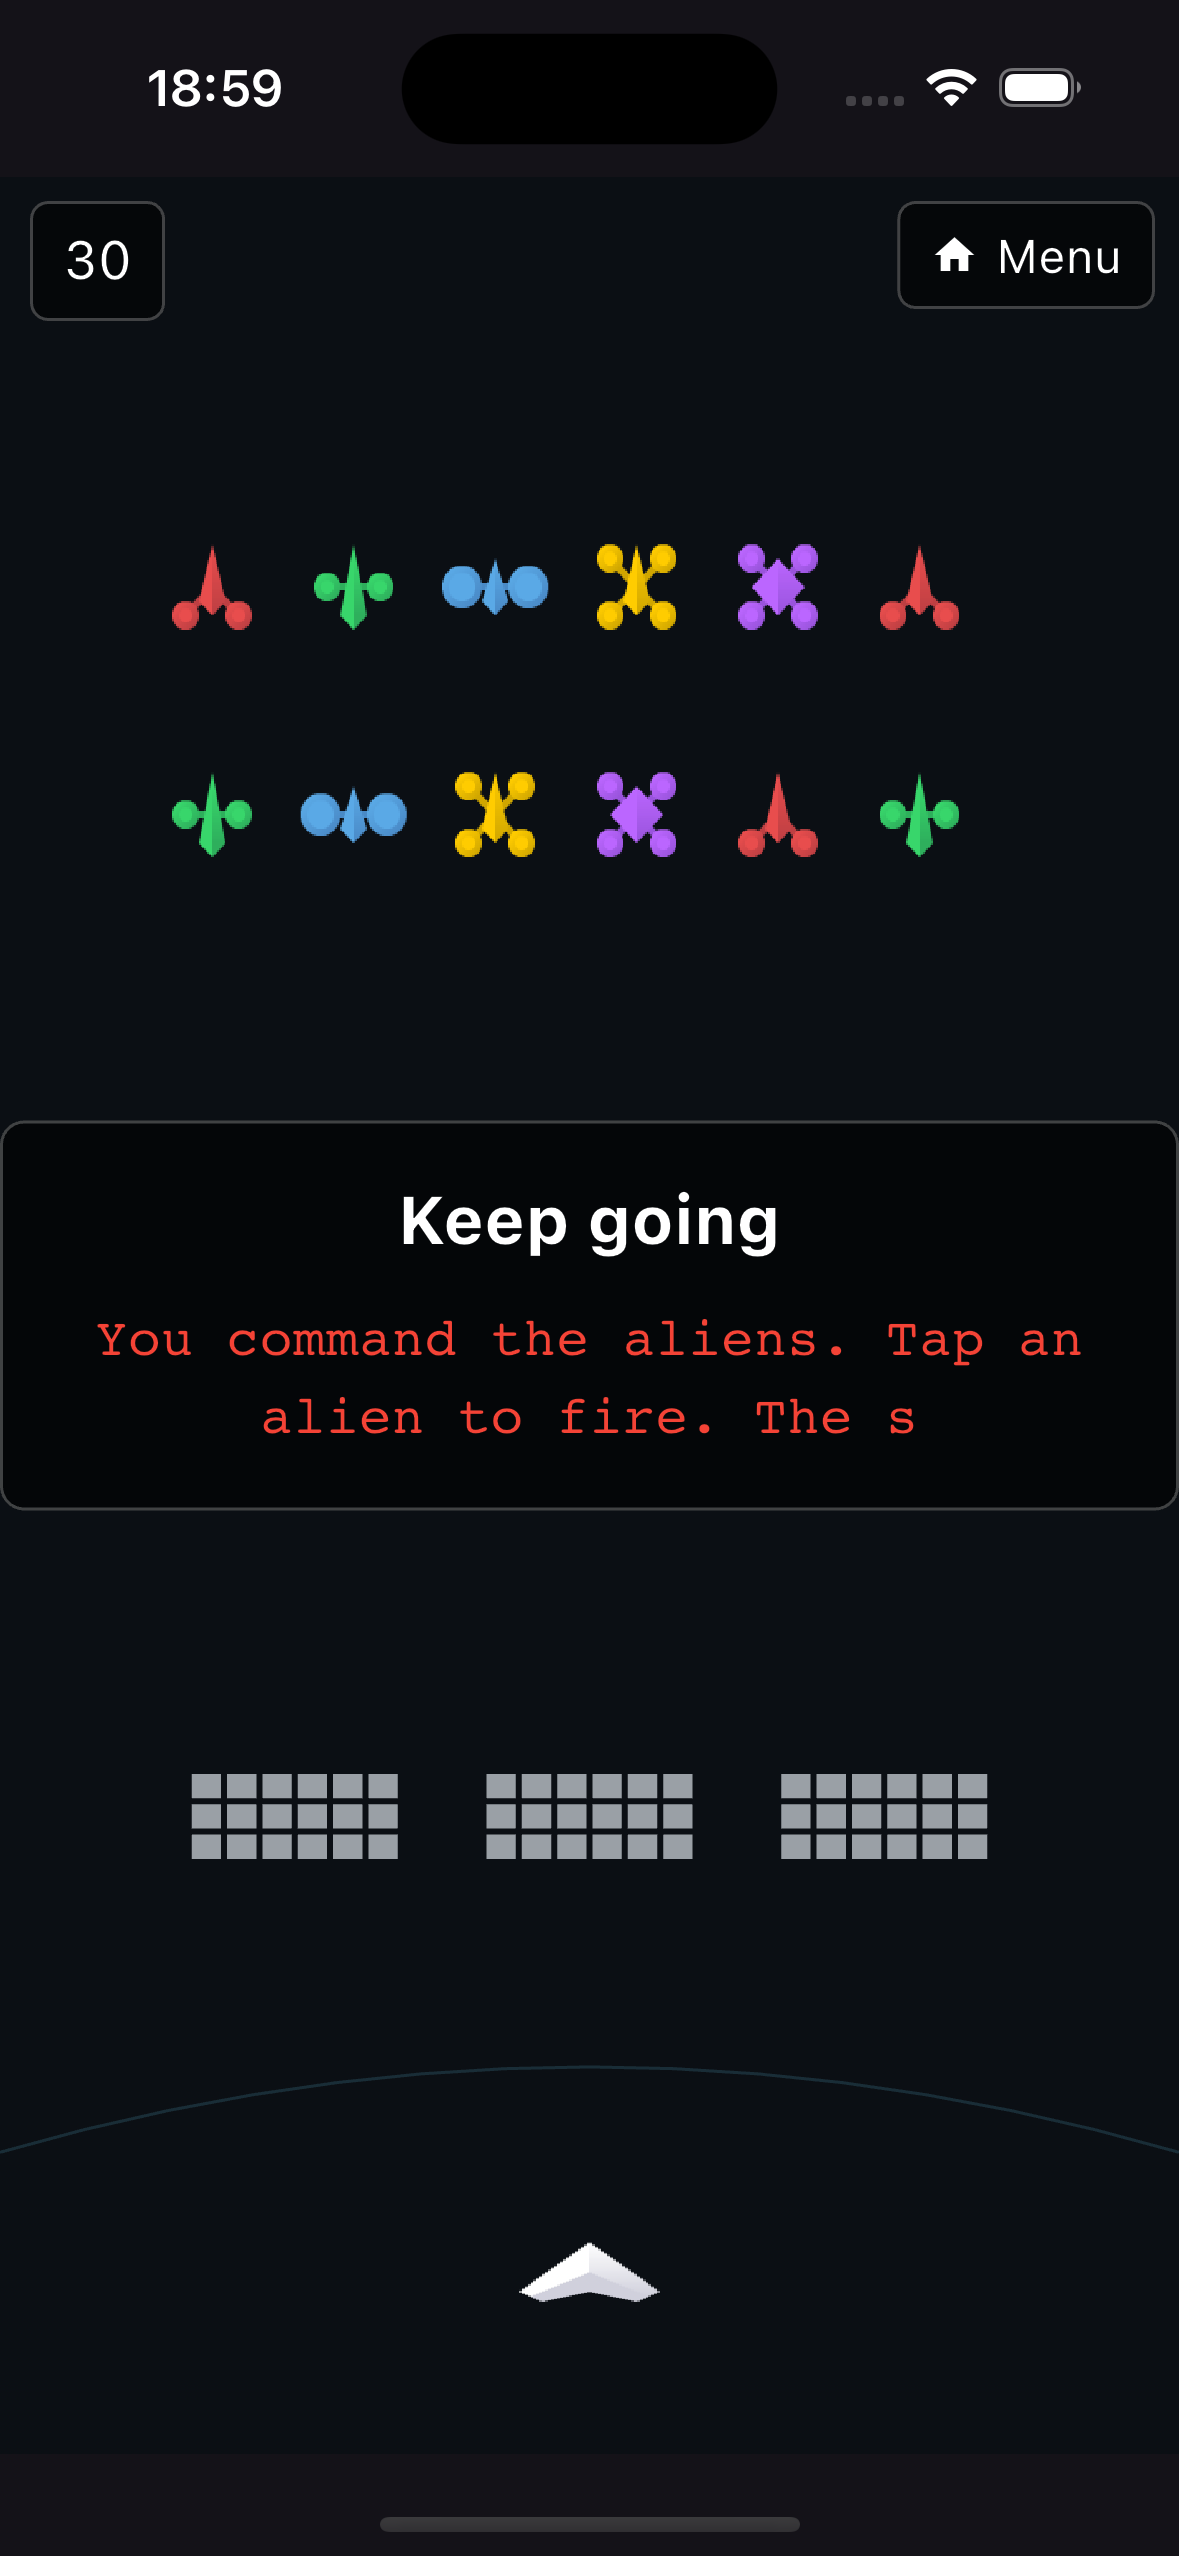 18:59
30
Menu
Keep going
You command the aliens. Tap an
alien to fire. The s